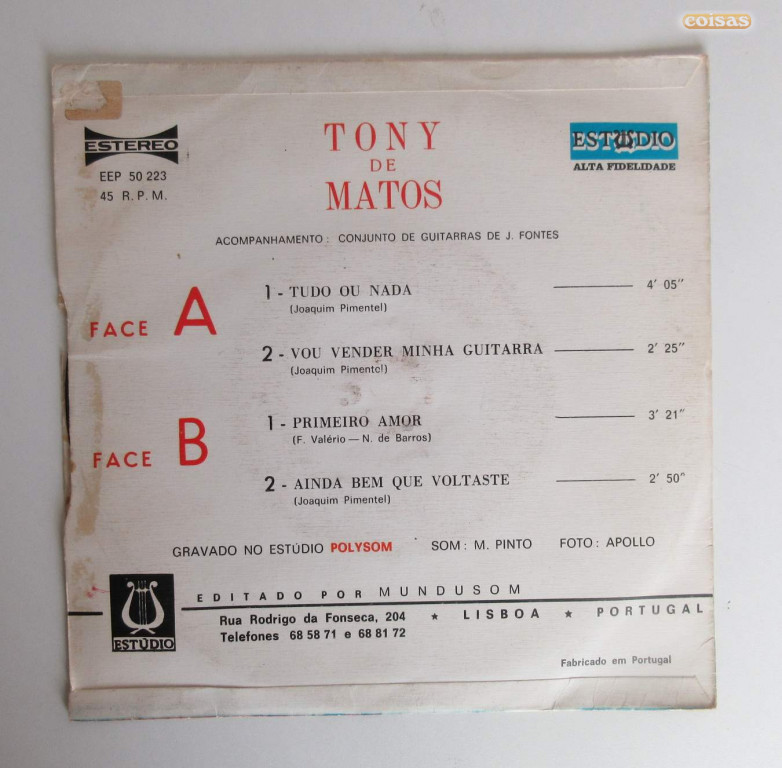 coisas
ESTEREO
EEP 50 223
45 R.P.M.
TONY
DE
MATOS
ESTÚDIO
ALTA FIDELIDADE
ACOMPANHAMENTO: CONJUNTO DE GUITARRAS DE J. FONTES
FACE A
1 - TUDO OU NADA 4' 05"
(Joaquim Pimentel)
2 - VOU VENDER MINHA GUITARRA 2' 25"
(Joaquim Pimentel)
FACE B
1 - PRIMEIRO AMOR 3' 21"
(F. Valério — N. de Barros)
2 - AINDA BEM QUE VOLTASTE 2' 50"
(Joaquim Pimentel)
GRAVADO NO ESTÚDIO POLYSOM SOM: M. PINTO FOTO: APOLLO
EDITADO POR MUNDUSOM
Rua Rodrigo da Fonseca, 204 * LISBOA * PORTUGAL
Telefones 68 58 71 e 68 81 72
ESTÚDIO
Fabricado em Portugal